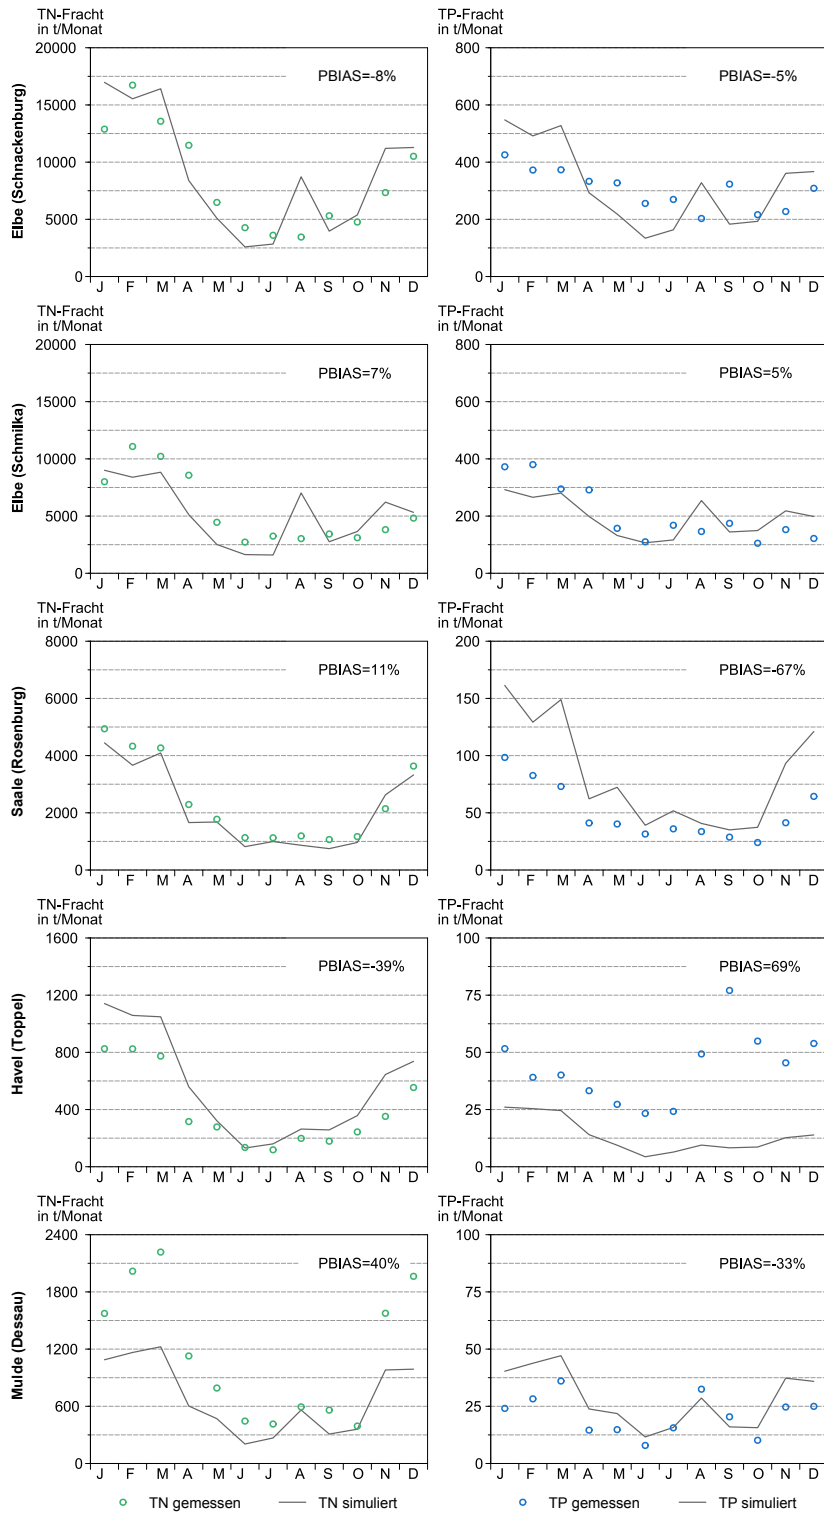 TN-Fracht
in t/Monat
TP-Fracht
in t/Monat
Elbe (Schnackenburg)
20000
15000
10000
5000
0
PBIAS=-8%
J F M A M J J A S O N D
800
600
400
200
0
PBIAS=-5%
J F M A M J J A S O N D
TN-Fracht
in t/Monat
TP-Fracht
in t/Monat
Elbe (Schmilka)
20000
15000
10000
5000
0
PBIAS=7%
J F M A M J J A S O N D
800
600
400
200
0
PBIAS=5%
J F M A M J J A S O N D
TN-Fracht
in t/Monat
TP-Fracht
in t/Monat
Saale (Rosenburg)
8000
6000
4000
2000
0
PBIAS=11%
J F M A M J J A S O N D
200
150
100
50
0
PBIAS=-67%
J F M A M J J A S O N D
TN-Fracht
in t/Monat
TP-Fracht
in t/Monat
Havel (Toppel)
1600
1200
800
400
0
PBIAS=-39%
J F M A M J J A S O N D
100
75
50
25
0
PBIAS=69%
J F M A M J J A S O N D
TN-Fracht
in t/Monat
TP-Fracht
in t/Monat
Mulde (Dessau)
2400
1800
1200
600
0
PBIAS=40%
J F M A M J J A S O N D
100
75
50
25
0
PBIAS=-33%
J F M A M J J A S O N D
TN gemessen TN simuliert TP gemessen TP simuliert